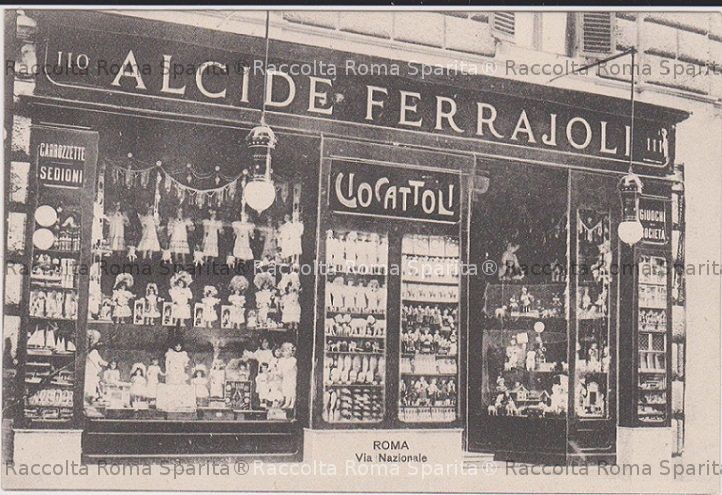 Raccolta Roma Sparita® Raccolta Roma Sparita® Raccolta Roma Sparita®
110 ALCIDE FERRAJOLI 111
CARROZZETTE
SEDIONI
GIOCATTOLI
GIUOCHI
SOCIETÀ
Raccolta Roma Sparita® Raccolta Roma Sparita® Raccolta Roma Sparita®
Raccolta Roma Sparita® Raccolta Roma Sparita® Raccolta Roma Sparita®
ROMA
Via Nazionale
Raccolta Roma Sparita® Raccolta Roma Sparita® Raccolta Roma Sparita®